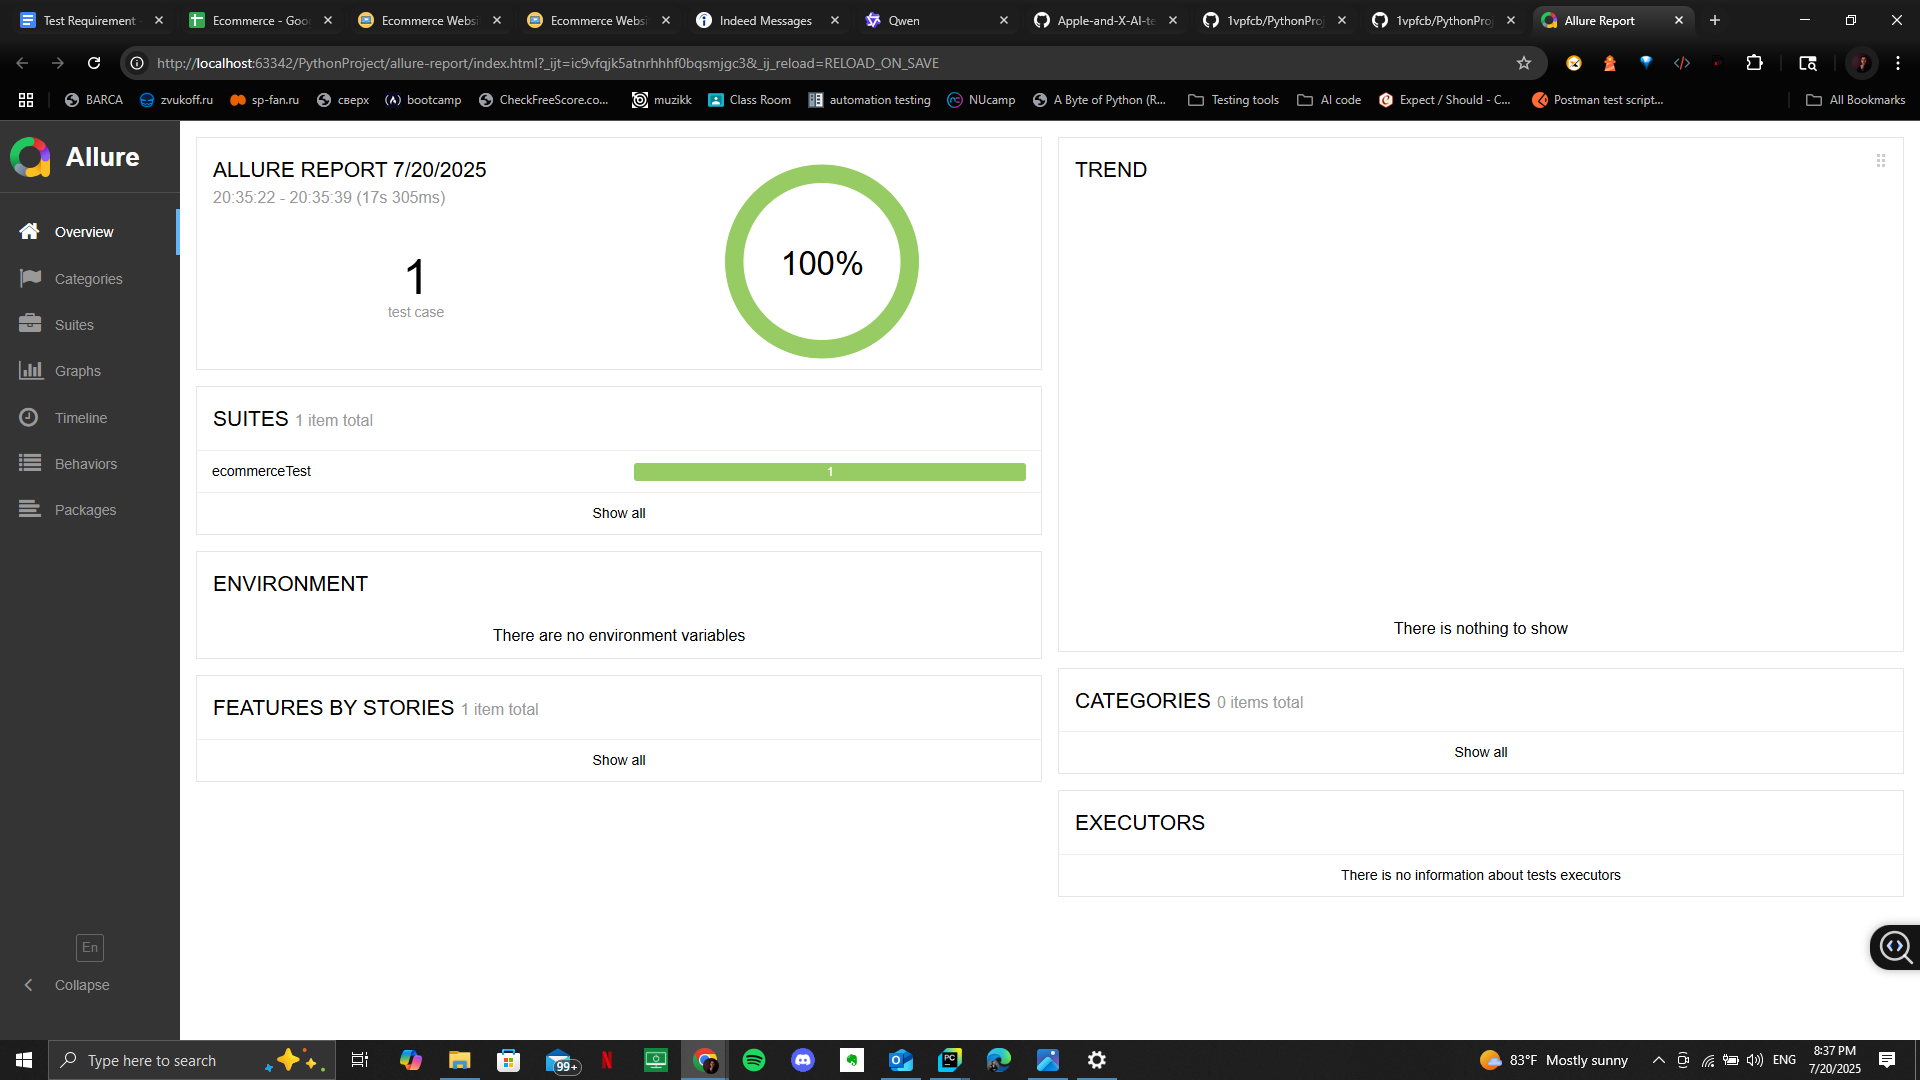 Test Requirement
Ecommerce - Goo
Ecommerce Websi
Ecommerce Websi
Indeed Messages
Qwen
Apple-and-X-AI-te
1vpfcb/PythonProj
1vpfcb/PythonProj
Allure Report
http://localhost:63342/PythonProject/allure-report/index.html?_ijt=ic9vfqjk5atnrhhhf0bqsmjgc3&_ij_reload=RELOAD_ON_SAVE
BARCA
zvukoff.ru
sp-fan.ru
сверх
bootcamp
CheckFreeScore.co...
muzikk
Class Room
automation testing
NUcamp
A Byte of Python (R...
Testing tools
AI code
Expect / Should - C...
Postman test script...
All Bookmarks
Allure
Overview
Categories
Suites
Graphs
Timeline
Behaviors
Packages
En
Collapse
ALLURE REPORT 7/20/2025
20:35:22 - 20:35:39 (17s 305ms)
1
test case
100%
SUITES 1 item total
ecommerceTest
1
Show all
ENVIRONMENT
There are no environment variables
FEATURES BY STORIES 1 item total
Show all
TREND
There is nothing to show
CATEGORIES 0 items total
Show all
EXECUTORS
There is no information about tests executors
Type here to search
99+
PC
83°F Mostly sunny
ENG
8:37 PM
7/20/2025